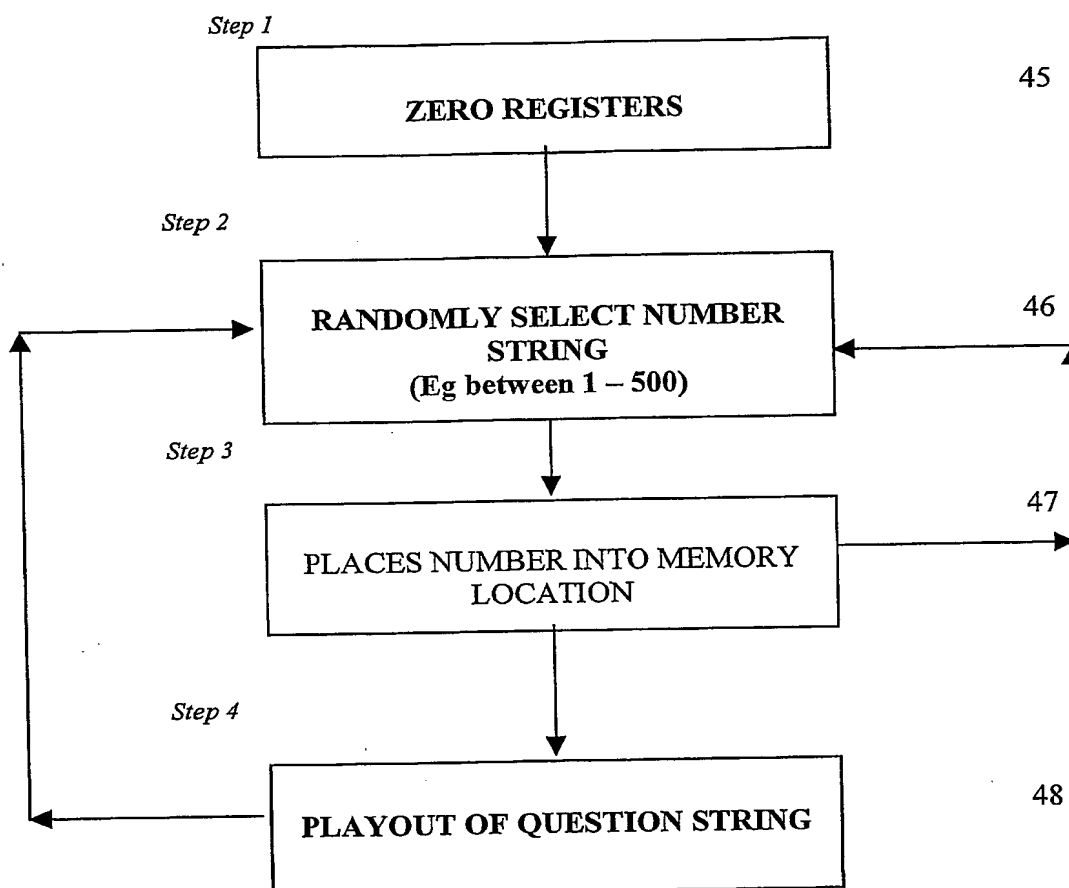 Step 1
45
ZERO REGISTERS
Step 2
46
RANDOMLY SELECT NUMBER
STRING
(Eg between 1 – 500)
Step 3
47
PLACES NUMBER INTO MEMORY
LOCATION
Step 4
48
PLAYOUT OF QUESTION STRING